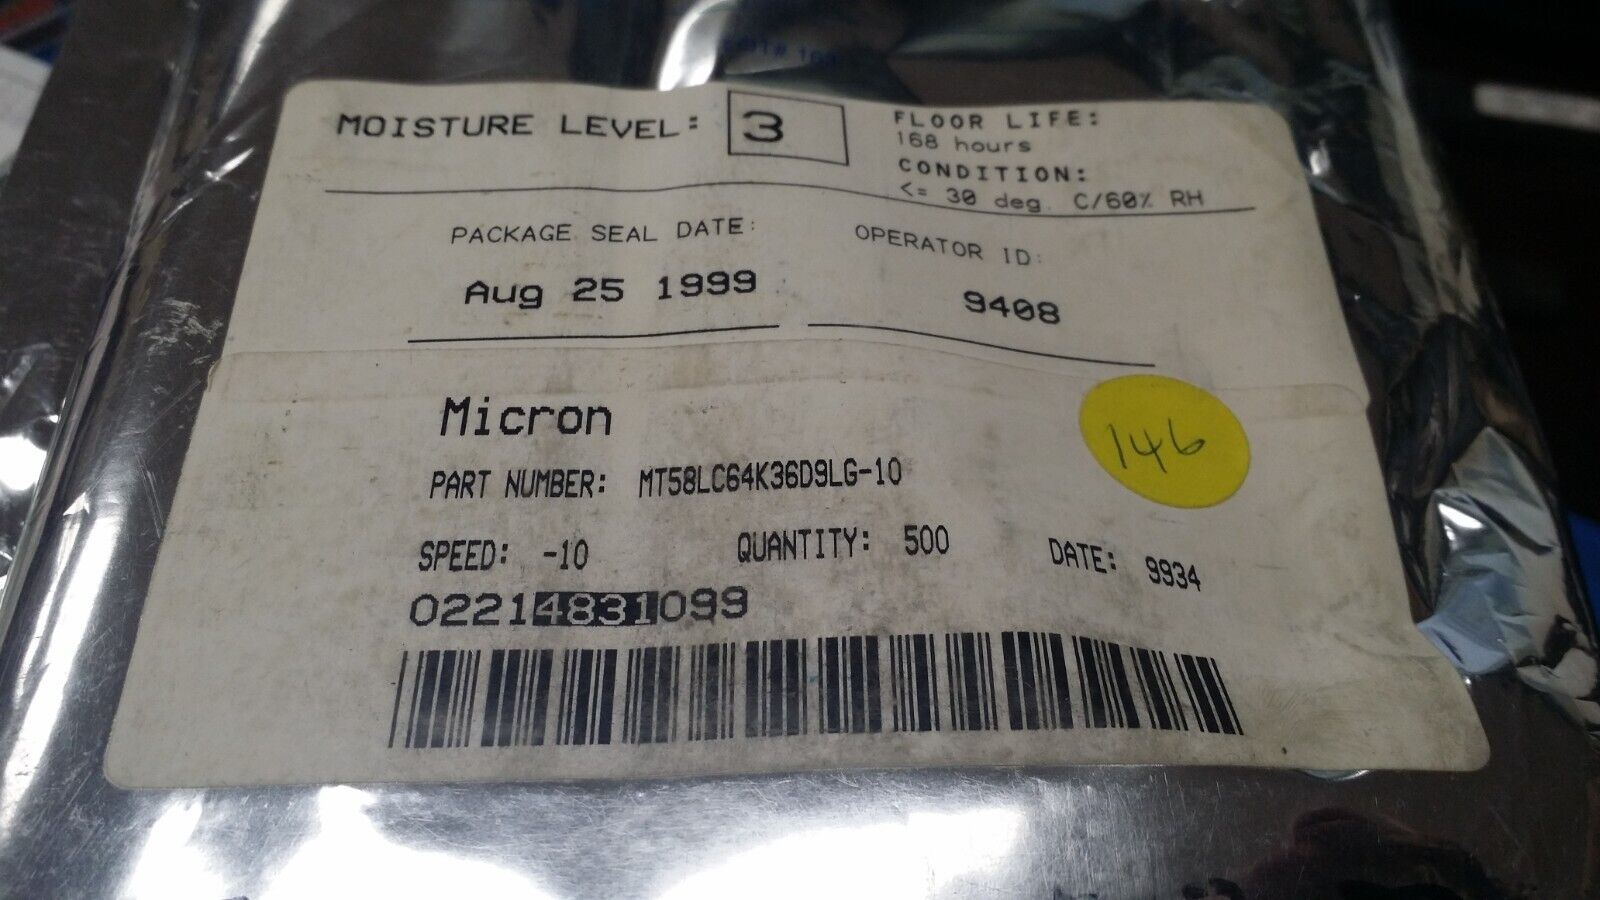 MOISTURE LEVEL: 3
FLOOR LIFE:
168 hours
CONDITION:
<= 30 deg C/60% RH
PACKAGE SEAL DATE:
Aug 25 1999
OPERATOR ID:
9408
Micron
146
PART NUMBER: MT58LC64K36D9LG-10
SPEED: -10 QUANTITY: 500 DATE: 9934
02214831099